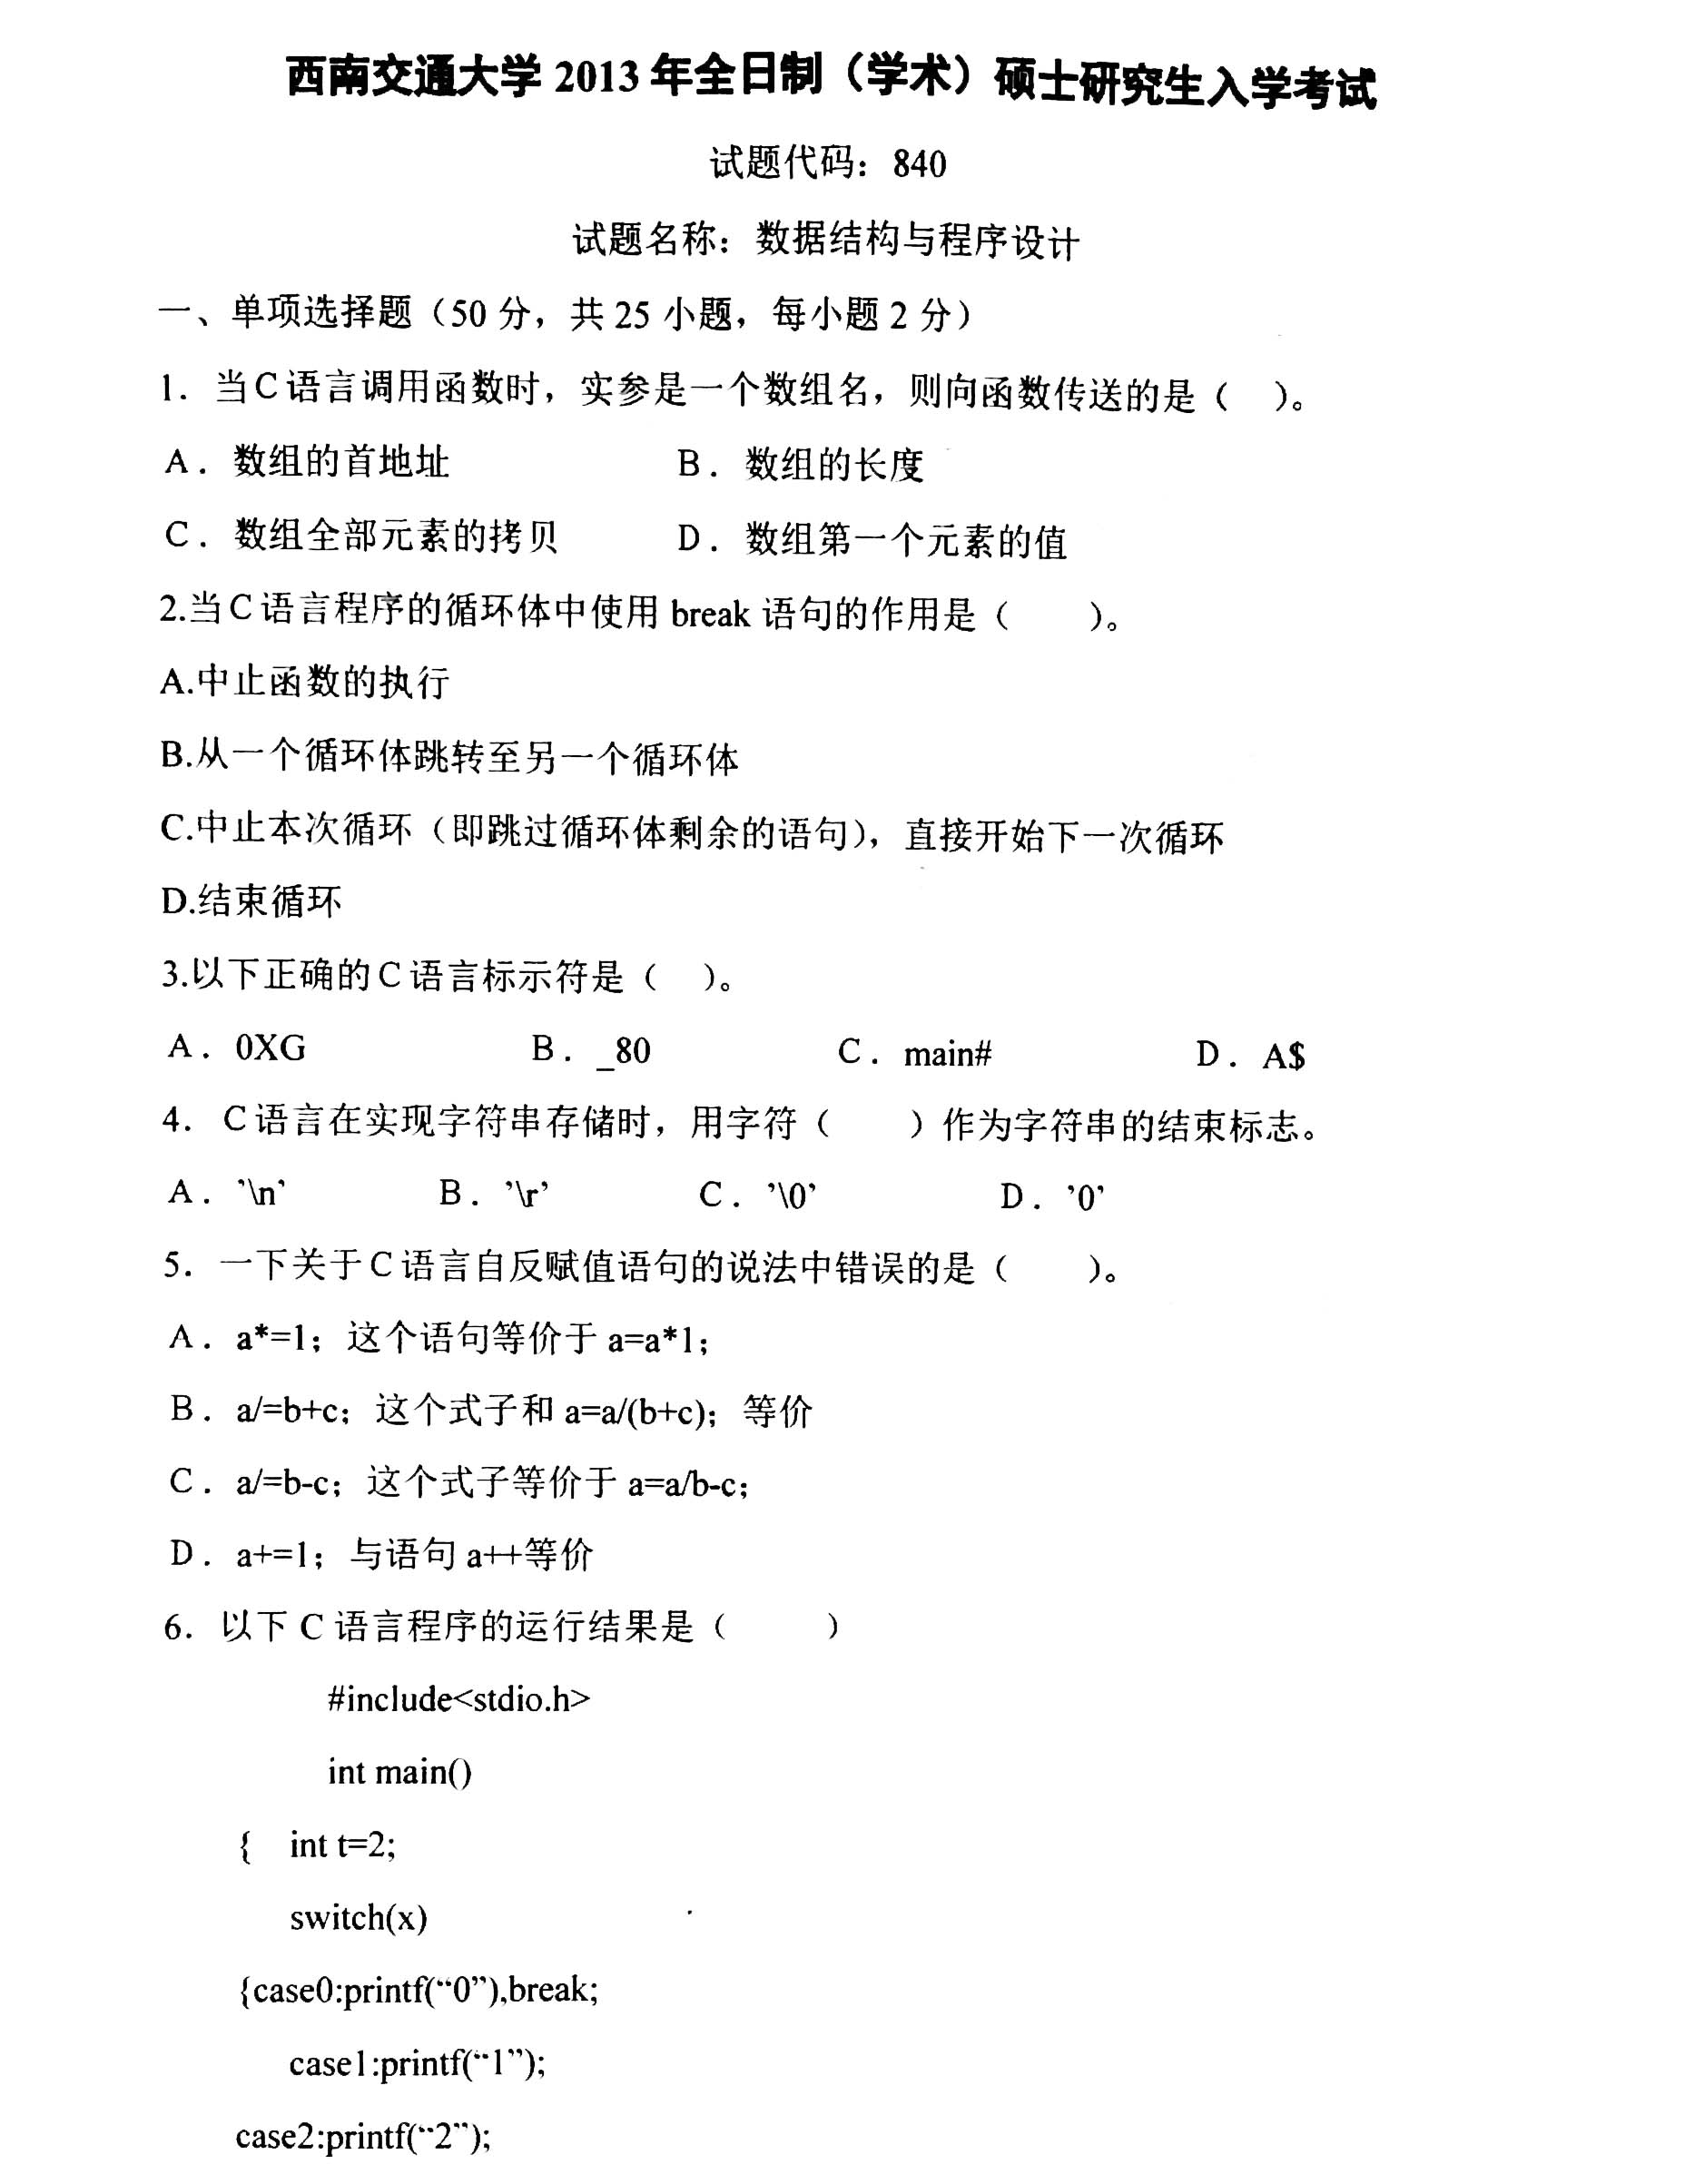 西南交通大学 2013 年全日制（学术）硕士研究生入学考试
试题代码：840
试题名称：数据结构与程序设计
一、单项选择题（50 分，共 25 小题，每小题 2 分）
1．当C语言调用函数时，实参是一个数组名，则向函数传送的是（ ）。
A．数组的首地址 B．数组的长度
C．数组全部元素的拷贝 D．数组第一个元素的值
2.当C语言程序的循环体中使用 break 语句的作用是（ ）。
A.中止函数的执行
B.从一个循环体跳转至另一个循环体
C.中止本次循环（即跳过循环体剩余的语句），直接开始下一次循环
D.结束循环
3.以下正确的C语言标示符是（ ）。
A．0XG B．_80 C．main# D．A$
4． C语言在实现字符串存储时，用字符（ ）作为字符串的结束标志。
A．’\n’ B．’\r’ C．’\0’ D．’0’
5．一下关于C语言自反赋值语句的说法中错误的是（ ）。
A．a*=1；这个语句等价于 a=a*1；
B．a/=b+c；这个式子和 a=a/(b+c)；等价
C．a/=b-c；这个式子等价于 a=a/b-c；
D．a+=1；与语句 a++等价
6．以下 C 语言程序的运行结果是（ ）
#include<stdio.h>
int main()
{ int t=2;
switch(x)
{case0:printf(“0”),break;
case1:printf(“1”);
case2:printf(“2”);